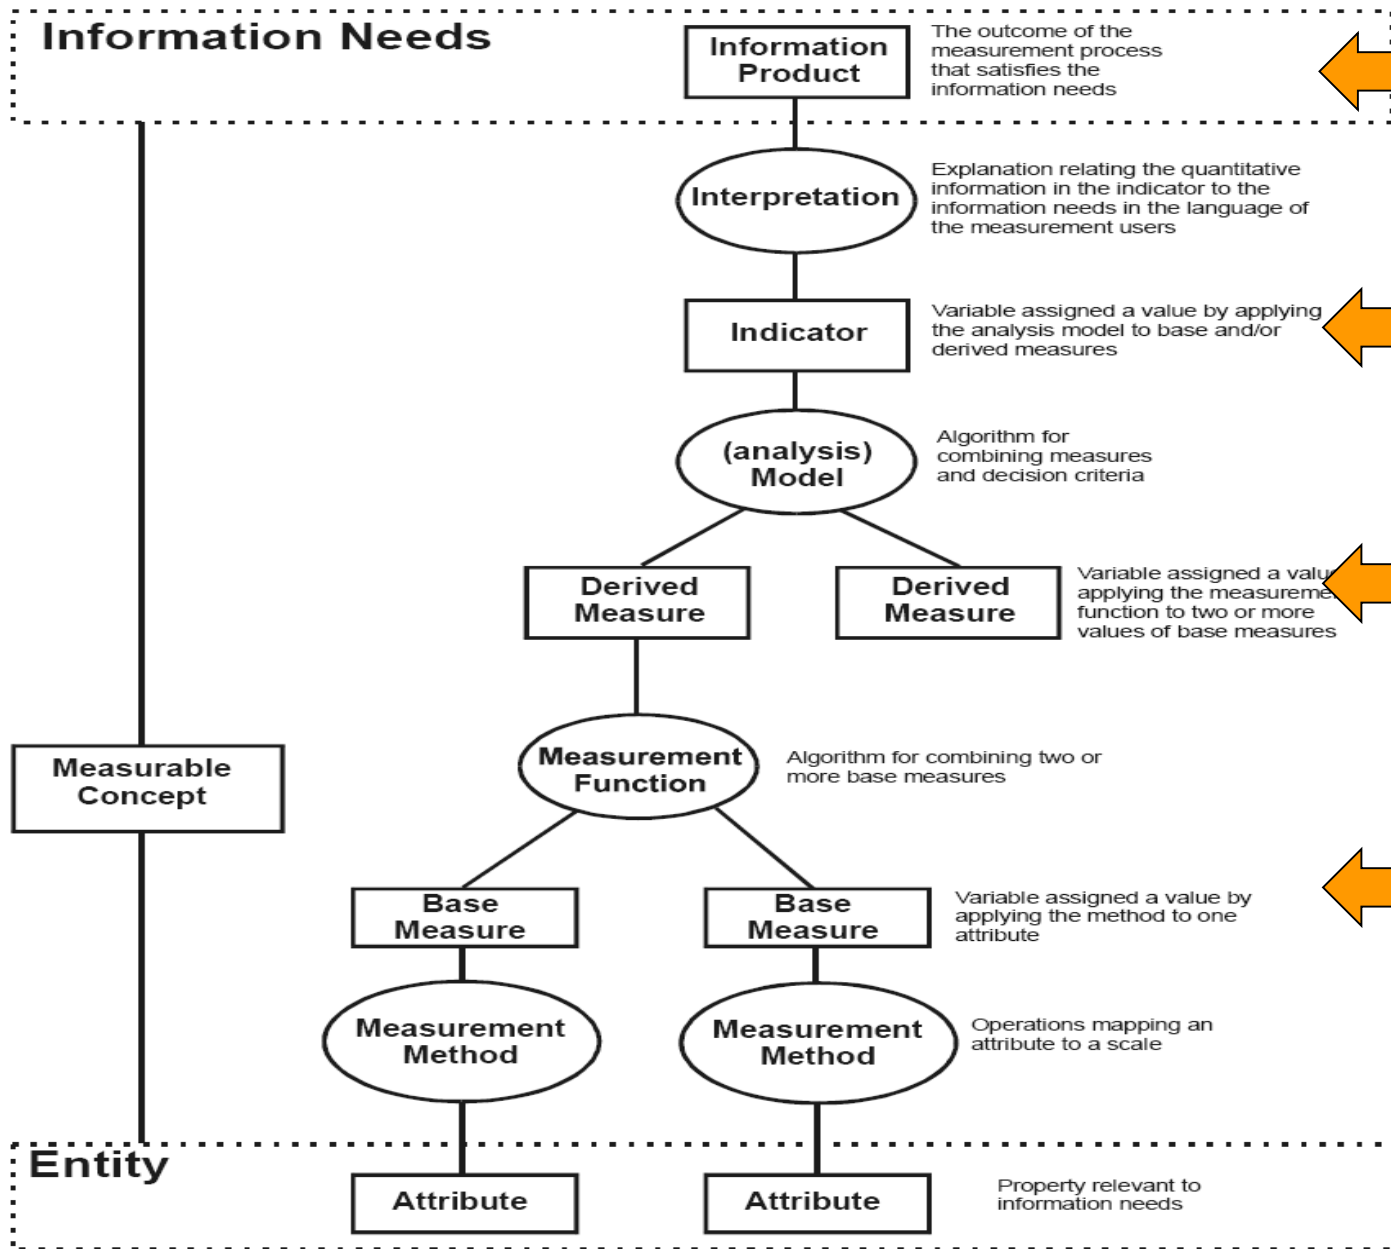 Information Needs
Information
Product
The outcome of the
measurement process
that satisfies the
information needs
Interpretation
Explanation relating the quantitative
information in the indicator to the
information needs in the language of
the measurement users
Indicator
Variable assigned a value by applying
the analysis model to base and/or
derived measures
(analysis)
Model
Algorithm for
combining measures
and decision criteria
Derived
Measure
Derived
Measure
Variable assigned a
applying the
function to two or more
values of base measures
Measurement
Function
Algorithm for combining two or
more base measures
Measurable
Concept
Base
Measure
Base
Measure
Variable assigned a value by
applying the method to one
attribute
Measurement
Method
Measurement
Method
Operations mapping an
attribute to a scale
Entity
Attribute
Attribute
Property relevant to
information needs